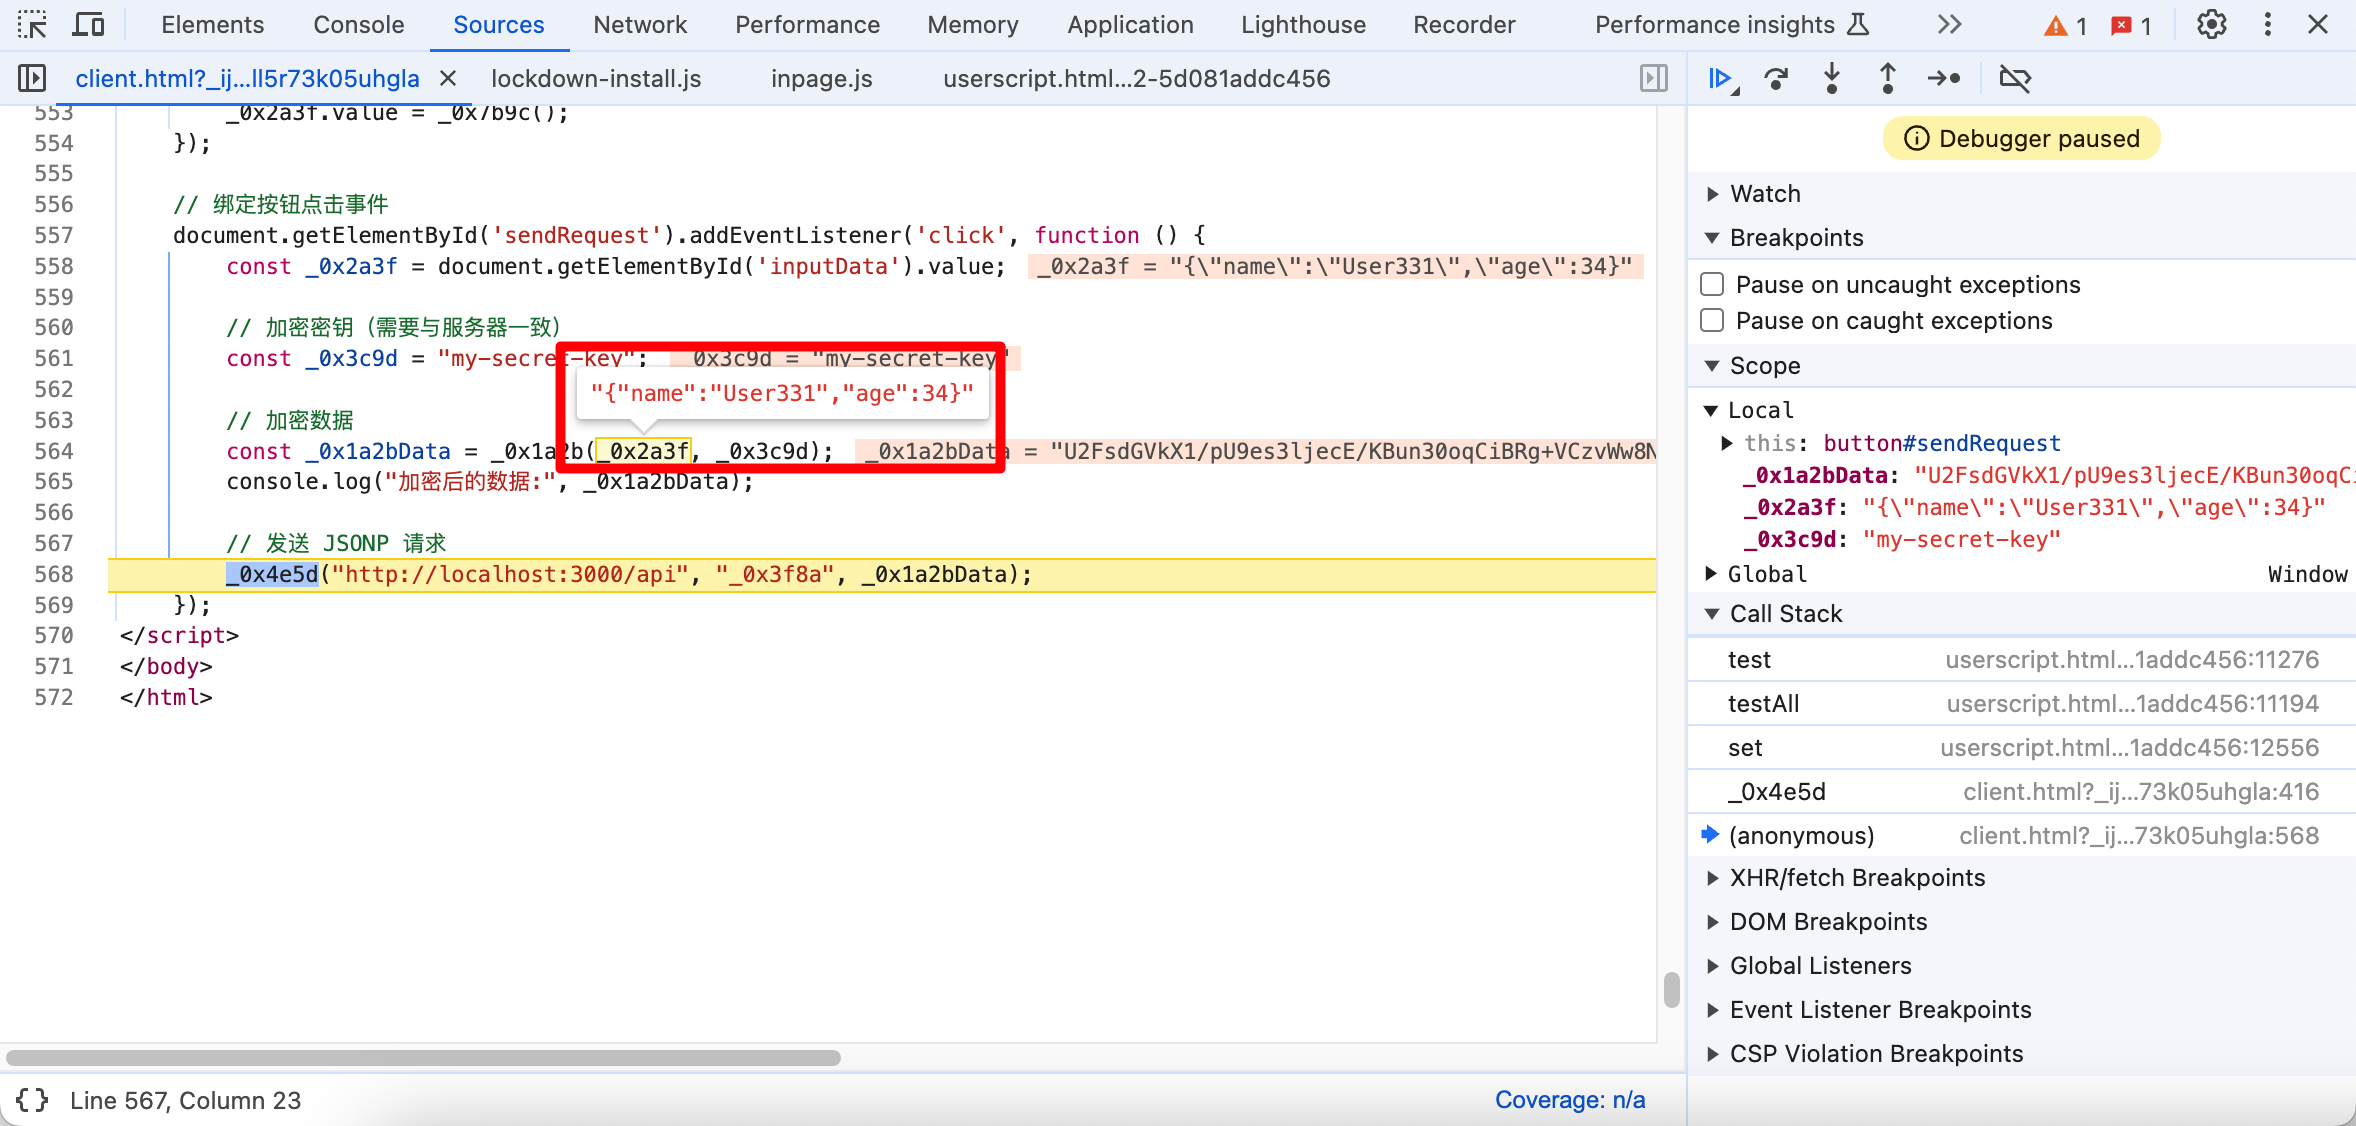 Elements Console Sources Network Performance Memory Application Lighthouse Recorder Performance insights 1 1
client.html?_ij...ll5r73k05uhgla lockdown-install.js inpage.js userscript.html...2-5d081addc456
553 _0x2a3f.value = _0x7b9c();
554 });
555
556 // 绑定按钮点击事件
557 document.getElementById('sendRequest').addEventListener('click', function () {
558 const _0x2a3f = document.getElementById('inputData').value; _0x2a3f = "{\"name\":\"User331\",\"age\":34}"
559
560 // 加密密钥（需要与服务器一致）
561 const _0x3c9d = "my-secret-key"; _0x3c9d = "my-secret-key"
562
"{"name":"User331","age":34}"
563 // 加密数据
564 const _0x1a2bData = _0x1a2b(_0x2a3f, _0x3c9d); _0x1a2bData = "U2FsdGVkX1/pU9es3ljecE/KBun30oqCiBRg+VCzvWw8N
565 console.log("加密后的数据:", _0x1a2bData);
566
567 // 发送 JSONP 请求
568 _0x4e5d("http://localhost:3000/api", "_0x3f8a", _0x1a2bData);
569 });
570 </script>
571 </body>
572 </html>
{} Line 567, Column 23 Coverage: n/a
Debugger paused
Watch
Breakpoints
Pause on uncaught exceptions
Pause on caught exceptions
Scope
Local
this: button#sendRequest
_0x1a2bData: "U2FsdGVkX1/pU9es3ljecE/KBun30oqCi
_0x2a3f: "{\"name\":\"User331\",\"age\":34}"
_0x3c9d: "my-secret-key"
Global Window
Call Stack
test userscript.html...1addc456:11276
testAll userscript.html...1addc456:11194
set userscript.html...1addc456:12556
_0x4e5d client.html?_ij...73k05uhgla:416
(anonymous) client.html?_ij...73k05uhgla:568
XHR/fetch Breakpoints
DOM Breakpoints
Global Listeners
Event Listener Breakpoints
CSP Violation Breakpoints